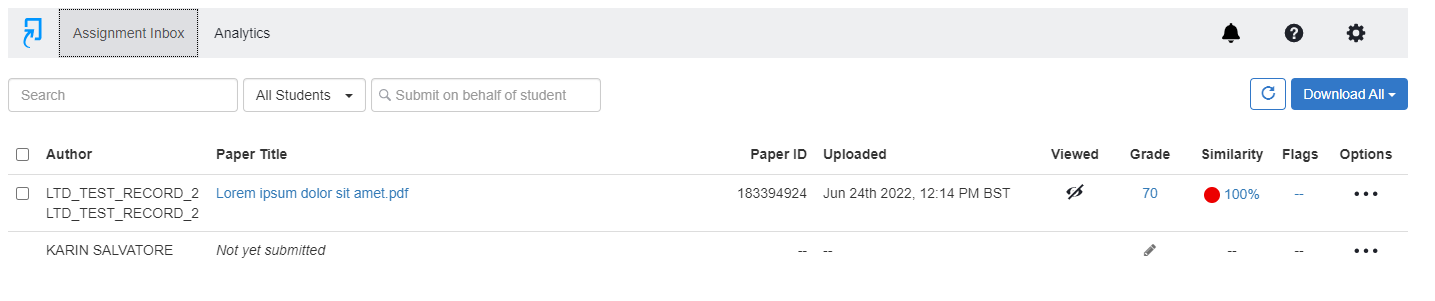 Assignment Inbox Analytics
Search All Students Submit on behalf of student Download All
Author Paper Title Paper ID Uploaded Viewed Grade Similarity Flags Options
LTD_TEST_RECORD_2 Lorem ipsum dolor sit amet.pdf 183394924 Jun 24th 2022, 12:14 PM BST 70 100% --
LTD_TEST_RECORD_2
KARIN SALVATORE Not yet submitted -- -- -- --